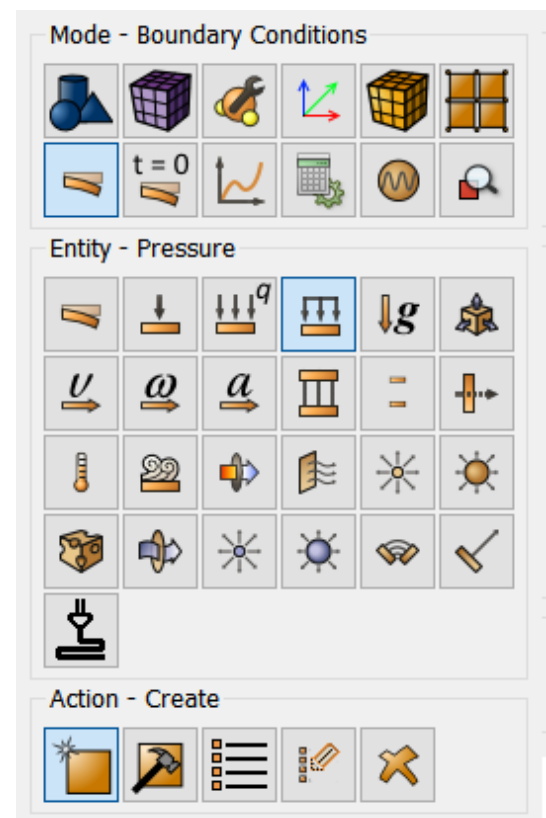 Mode - Boundary Conditions
t = 0
Entity - Pressure
q
g
υ ω a
Action - Create